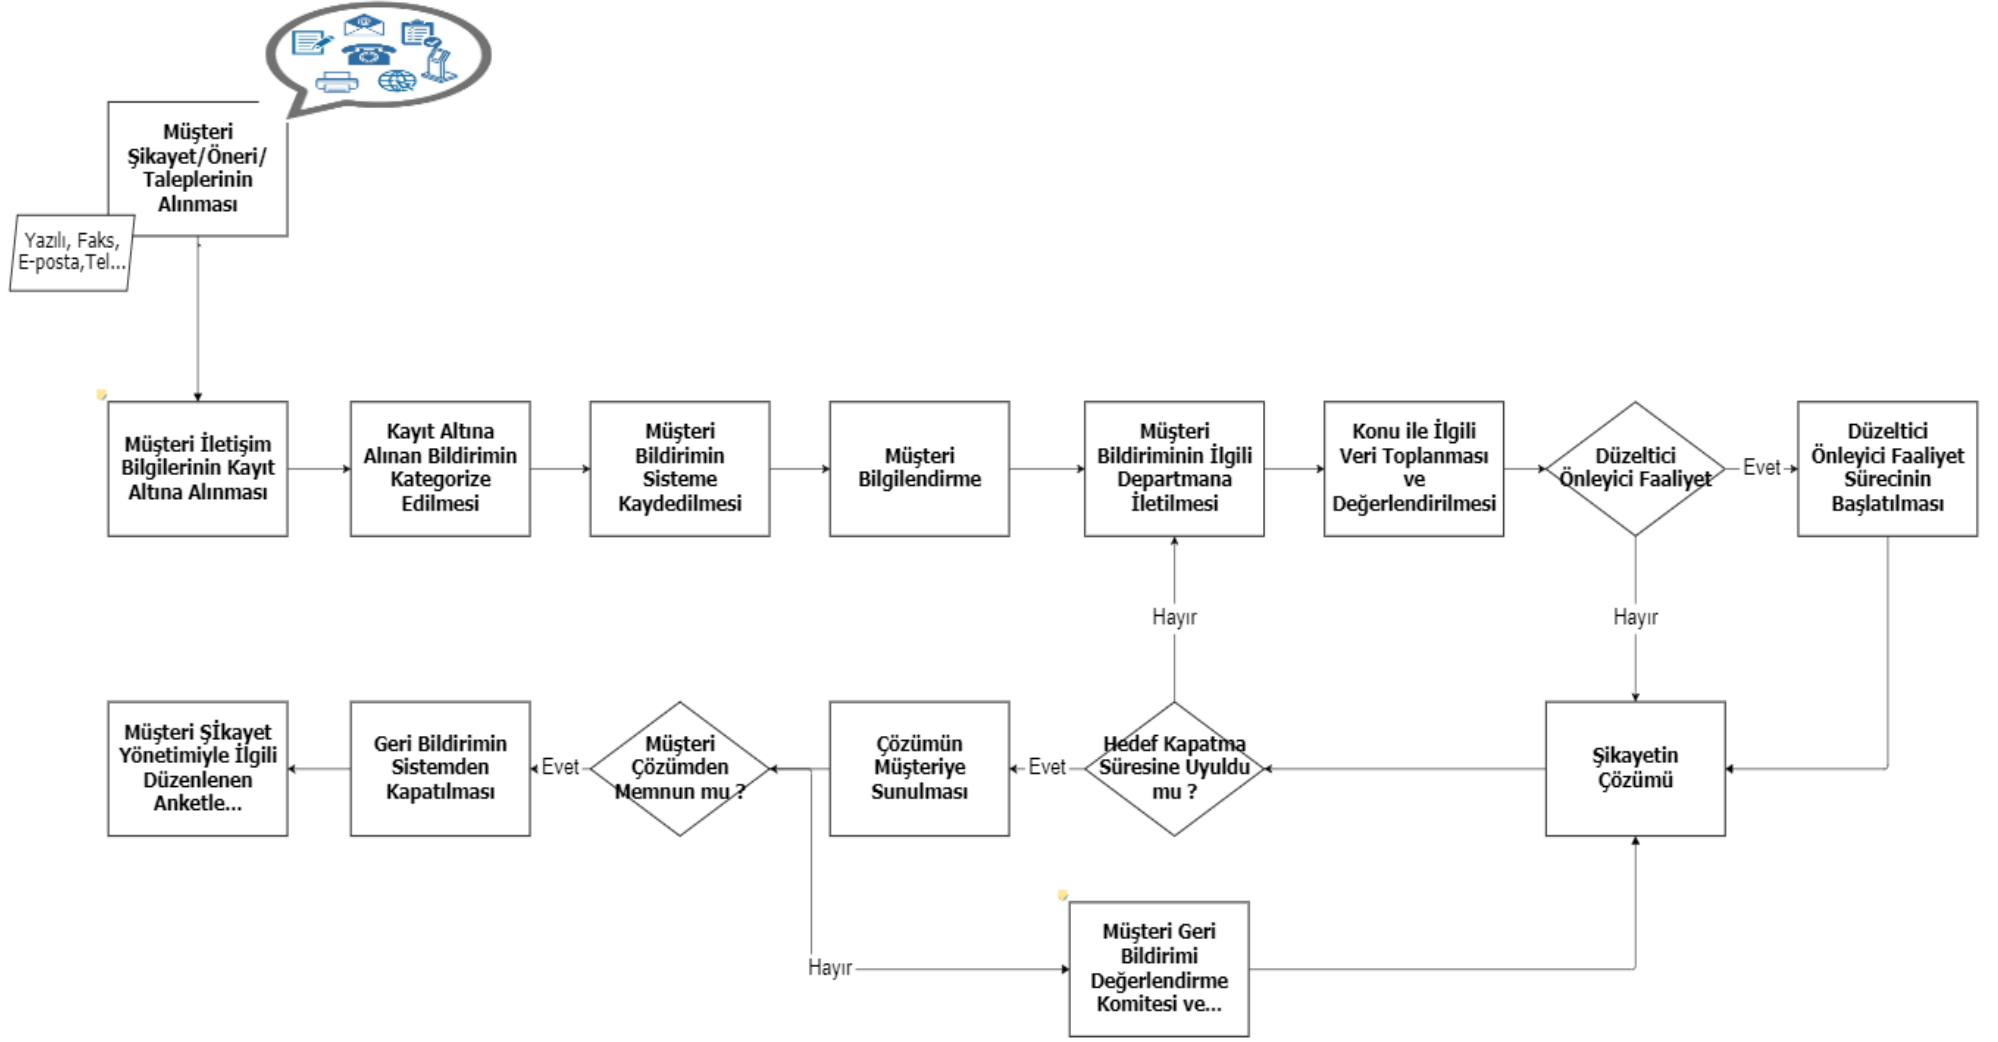 Müşteri
Şikayet/Öneri/
Taleplerinin
Alınması
Yazılı, Faks,
E-posta,Tel...
Müşteri İletişim
Bilgilerinin Kayıt
Altına Alınması
Kayıt Altına
Alınan Bildirimin
Kategorize
Edilmesi
Müşteri
Bildirimin
Sisteme
Kaydedilmesi
Müşteri
Bilgilendirme
Müşteri
Bildiriminin İlgili
Departmana
İletilmesi
Konu ile İlgili
Veri Toplanması
ve
Değerlendirilmesi
Düzeltici
Önleyici Faaliyet
Evet
Düzeltici
Önleyici Faaliyet
Sürecinin
Başlatılması
Hayır
Hayır
Müşteri Şİkayet
Yönetimiyle İlgili
Düzenlenen
Anketle...
Geri Bildirimin
Sistemden
Kapatılması
Evet
Müşteri
Çözümden
Memnun mu ?
Çözümün
Müşteriye
Sunulması
Evet
Hedef Kapatma
Süresine Uyuldu
mu ?
Şikayetin
Çözümü
Hayır
Müşteri Geri
Bildirimi
Değerlendirme
Komitesi ve...